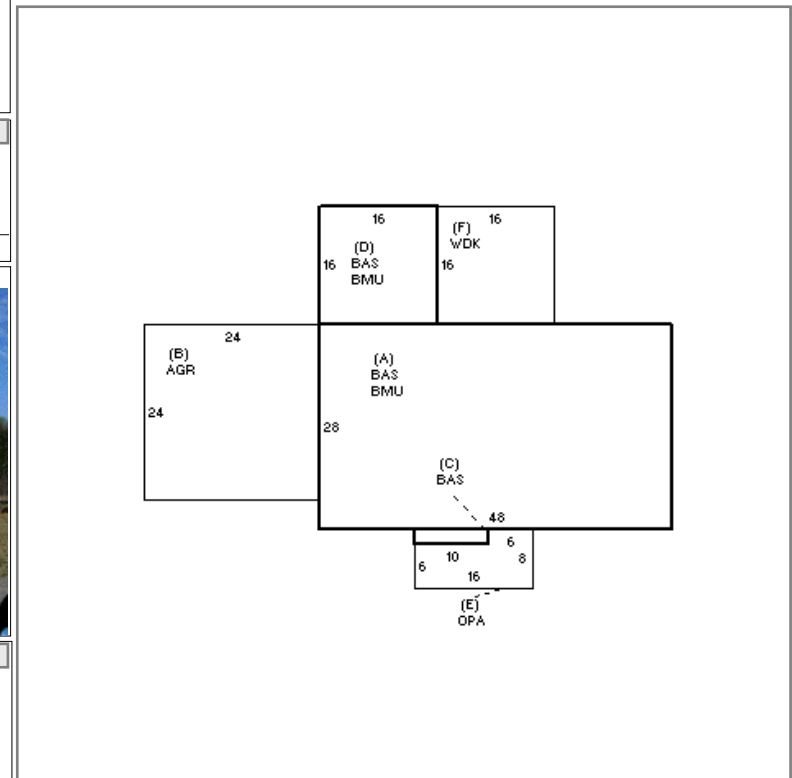 16
(D)
BAS
BMU
16
16
(F)
WDK
16
24
(B)
AGR
24
(A)
BAS
BMU
28
(C)
BAS
48
6
10
8
6
16
(E)
OPA